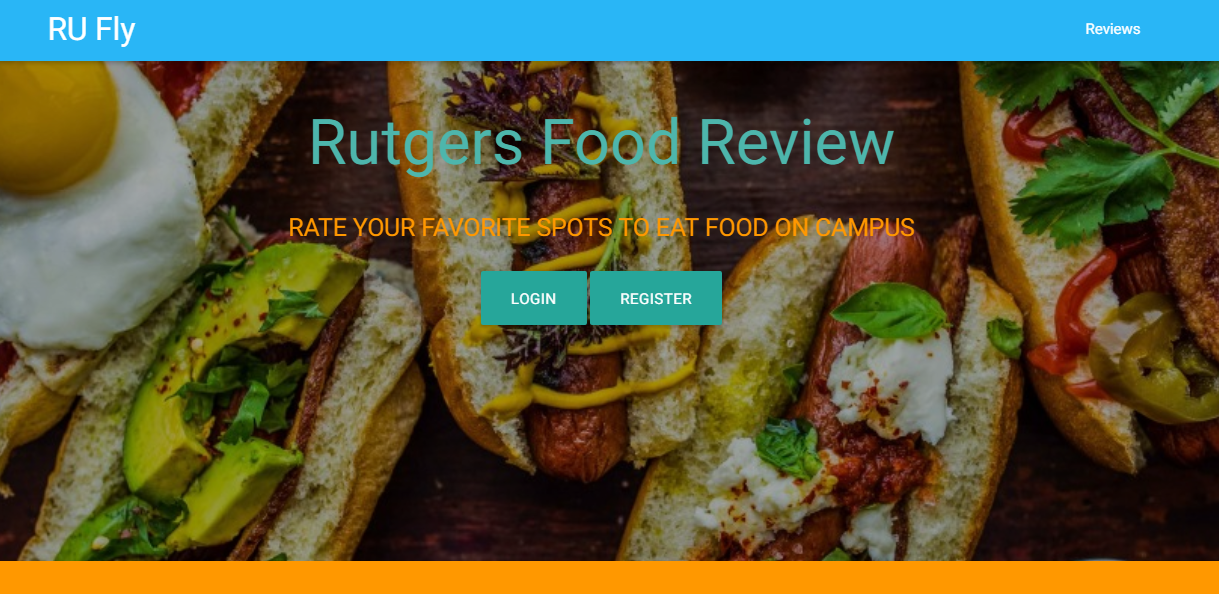 RU Fly
Reviews
Rutgers Food Review
RATE YOUR FAVORITE SPOTS TO EAT FOOD ON CAMPUS
LOGIN
REGISTER